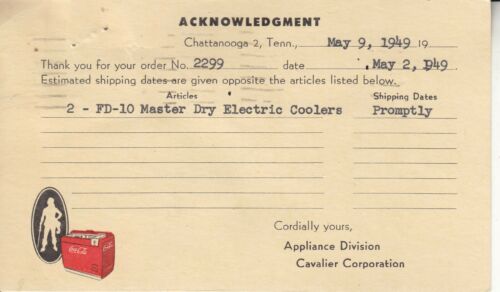 ACKNOWLEDGMENT
Chattanooga 2, Tenn., May 9, 1949 19
Thank you for your order No. 2299 date May 2, 1949
Estimated shipping dates are given opposite the articles listed below.
Articles Shipping Dates
2 - FD-10 Master Dry Electric Coolers Promptly
Coca-Cola
Cordially yours,
Appliance Division
Cavalier Corporation